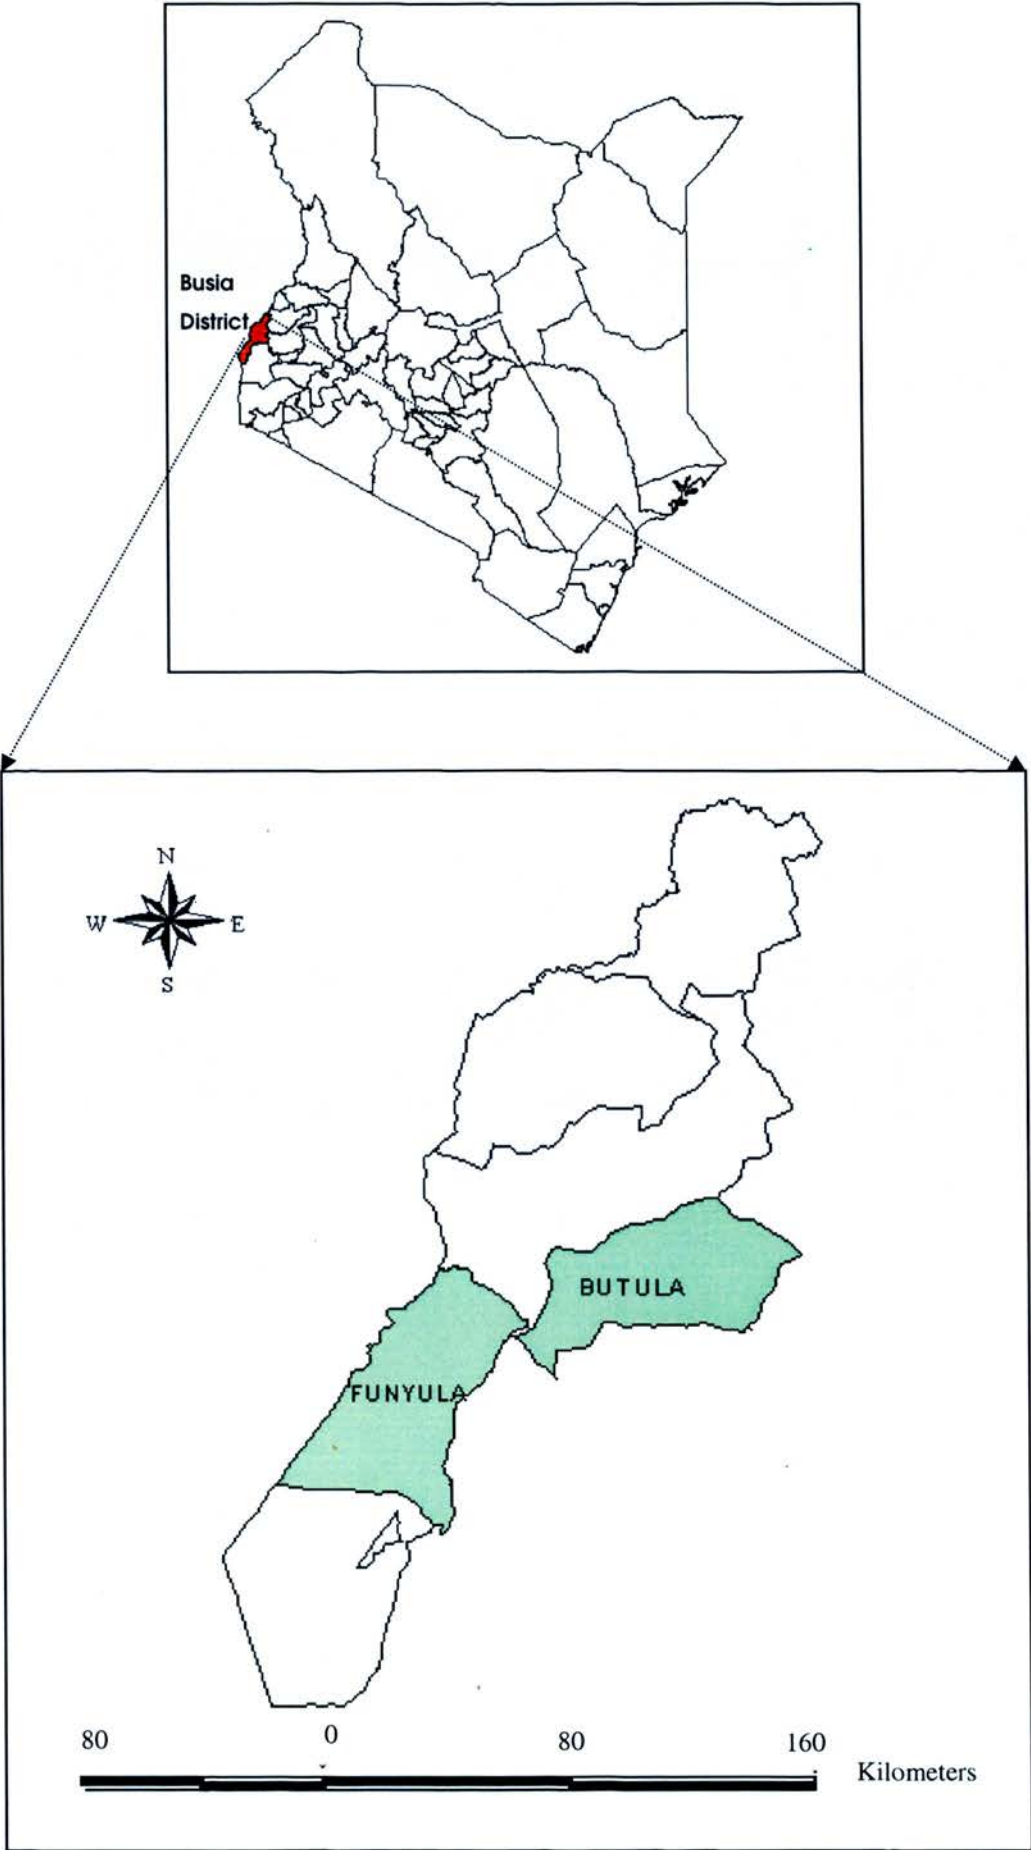 Busia
District
N
W E
S
BUTULA
FUNYULA
80 0 80 160
Kilometers